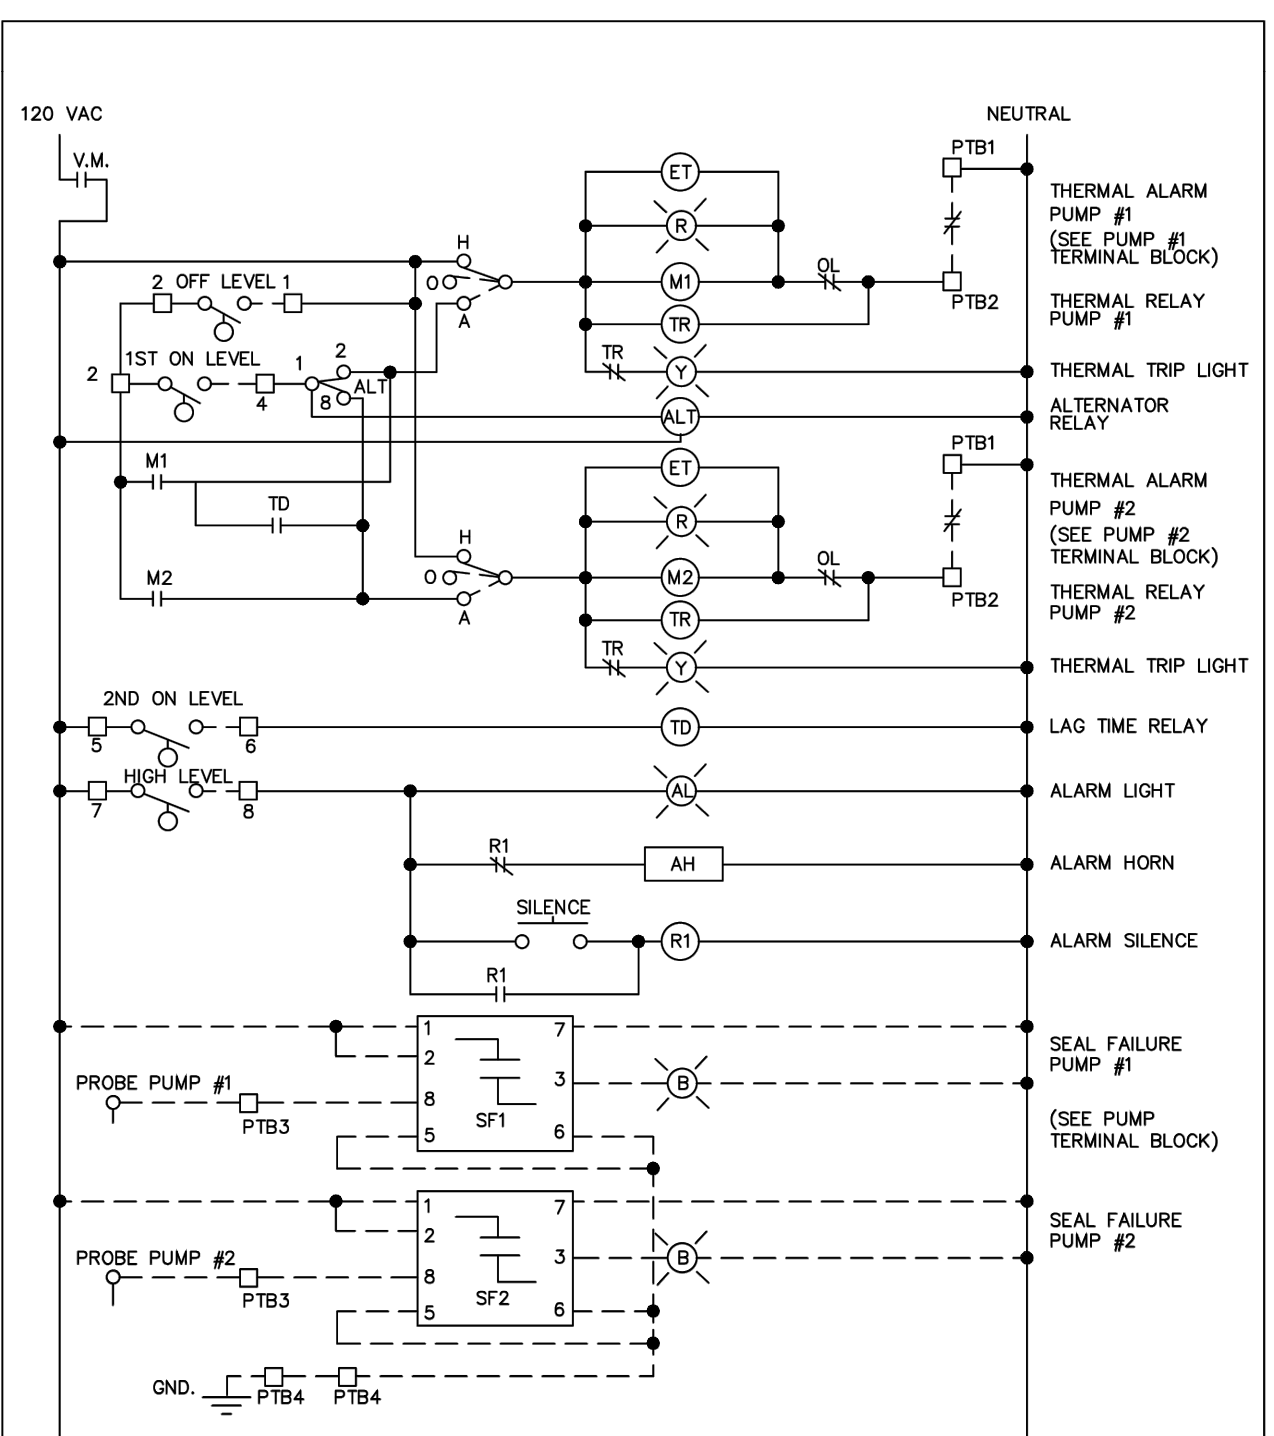 120 VAC
NEUTRAL
V.M.
PTB1
ET
THERMAL ALARM
PUMP #1
(SEE PUMP #1
TERMINAL BLOCK)
R
H
2 OFF LEVEL 1
O
M1
OL
PTB2
THERMAL RELAY
PUMP #1
A
TR
1ST ON LEVEL
2
1
2
TR
Y
THERMAL TRIP LIGHT
ALT
4
8
ALT
ALTERNATOR
RELAY
PTB1
M1
ET
THERMAL ALARM
PUMP #2
(SEE PUMP #2
TERMINAL BLOCK)
TD
R
H
M2
O
M2
OL
PTB2
THERMAL RELAY
PUMP #2
A
TR
TR
Y
THERMAL TRIP LIGHT
2ND ON LEVEL
5
6
TD
LAG TIME RELAY
HIGH LEVEL
7
8
AL
ALARM LIGHT
R1
AH
ALARM HORN
SILENCE
R1
ALARM SILENCE
R1
1
7
2
SEAL FAILURE
PUMP #1
PROBE PUMP #1
3
B
8
PTB3
SF1
(SEE PUMP
TERMINAL BLOCK)
5
6
1
7
2
SEAL FAILURE
PUMP #2
PROBE PUMP #2
3
B
8
PTB3
SF2
5
6
GND.
PTB4
PTB4